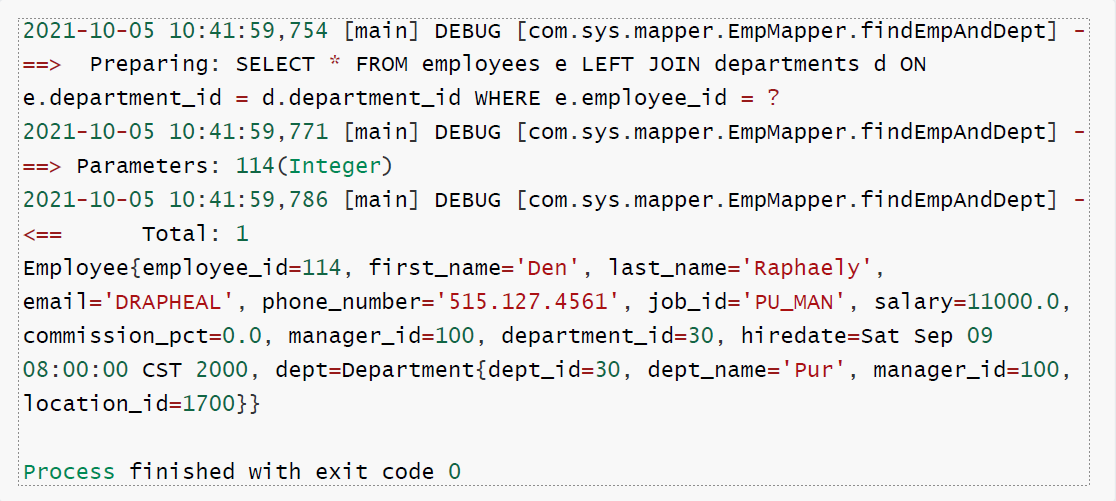 2021-10-05 10:41:59,754 [main] DEBUG [com.sys.mapper.EmpMapper.findEmpAndDept] -
==>  Preparing: SELECT * FROM employees e LEFT JOIN departments d ON
e.department_id = d.department_id WHERE e.employee_id = ?
2021-10-05 10:41:59,771 [main] DEBUG [com.sys.mapper.EmpMapper.findEmpAndDept] -
==> Parameters: 114(Integer)
2021-10-05 10:41:59,786 [main] DEBUG [com.sys.mapper.EmpMapper.findEmpAndDept] -
<==      Total: 1
Employee{employee_id=114, first_name='Den', last_name='Raphaely',
email='DRAPHEAL', phone_number='515.127.4561', job_id='PU_MAN', salary=11000.0,
commission_pct=0.0, manager_id=100, department_id=30, hiredate=Sat Sep 09
08:00:00 CST 2000, dept=Department{dept_id=30, dept_name='Pur', manager_id=100,
location_id=1700}}
Process finished with exit code 0